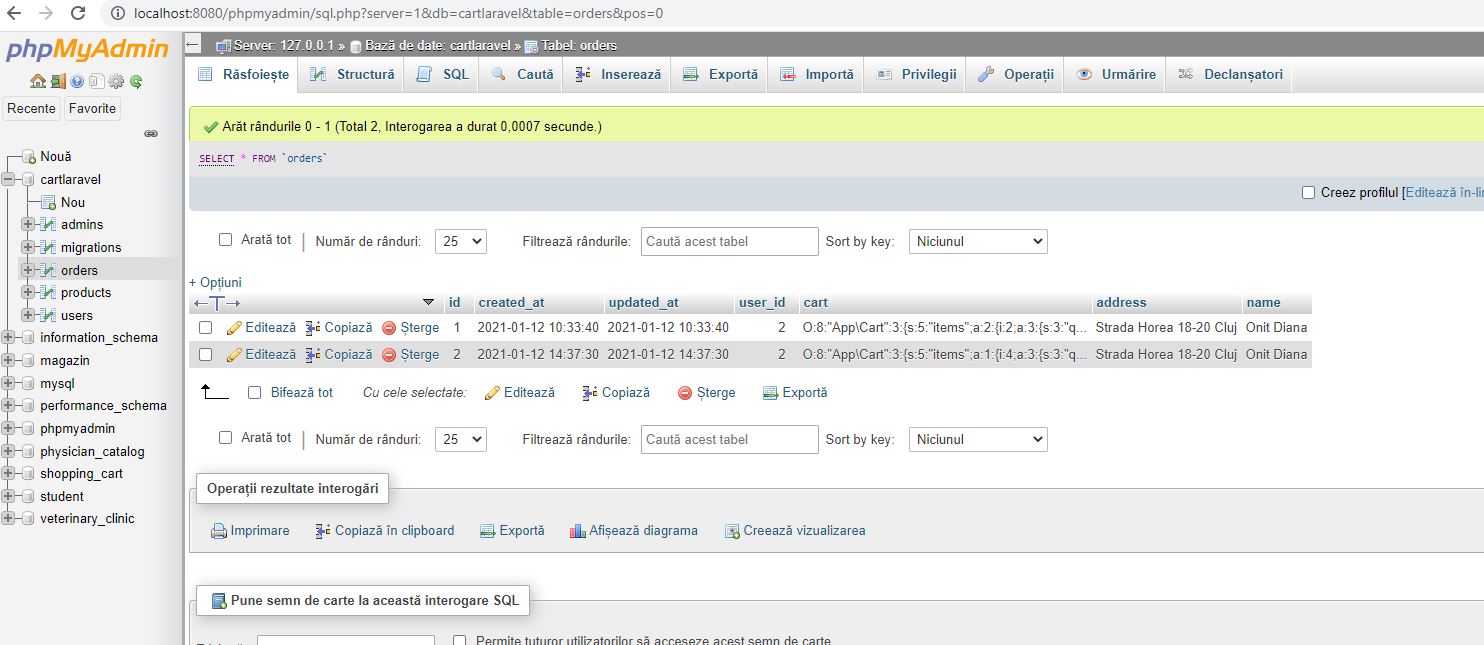 localhost:8080/phpmyadmin/sql.php?server=1&db=cartlaravel&table=orders&pos=0
phpMyAdmin
Recente Favorite
Nouă
cartlaravel
Nou
admins
migrations
orders
products
users
information_schema
magazin
mysql
performance_schema
phpmyadmin
physician_catalog
shopping_cart
student
veterinary_clinic
Server: 127.0.0.1 » Bază de date: cartlaravel » Tabel: orders
Răsfoiește Structură SQL Caută Inserează Exportă Importă Privilegii Operații Urmărire Declanșatori
Arăt rândurile 0 - 1 (Total 2, Interogarea a durat 0,0007 secunde.)
SELECT * FROM `orders`
Creez profilul [Editează în-li
Arată tot | Număr de rânduri: 25 Filtrează rândurile: Caută acest tabel Sort by key: Niciunul
+ Opțiuni
←T→ id created_at updated_at user_id cart address name
Editează Copiază Șterge 1 2021-01-12 10:33:40 2021-01-12 10:33:40 2 O:8:"App\Cart":3:{s:5:"items";a:2:{i:2;a:3:{s:3:"q... Strada Horea 18-20 Cluj Onit Diana
Editează Copiază Șterge 2 2021-01-12 14:37:30 2021-01-12 14:37:30 2 O:8:"App\Cart":3:{s:5:"items";a:1:{i:4;a:3:{s:3:"q... Strada Horea 18-20 Cluj Onit Diana
Bifează tot Cu cele selectate: Editează Copiază Șterge Exportă
Arată tot | Număr de rânduri: 25 Filtrează rândurile: Caută acest tabel Sort by key: Niciunul
Operații rezultate interogări
Imprimare Copiază în clipboard Exportă Afișează diagrama Creează vizualizarea
Pune semn de carte la această interogare SQL
Permite tuturor utilizatorilor să acceseze acest semn de carte